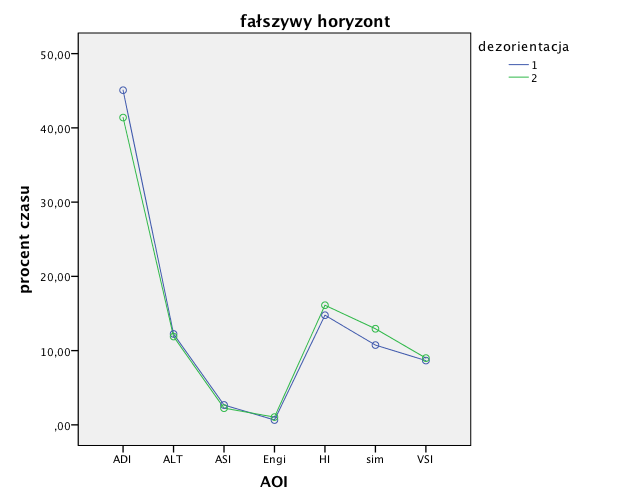 fałszywy horyzont
dezorientacja
1
2
50,00
40,00
30,00
20,00
10,00
,00
procent czasu
ADI ALT ASI Engi HI sim VSI
AOI